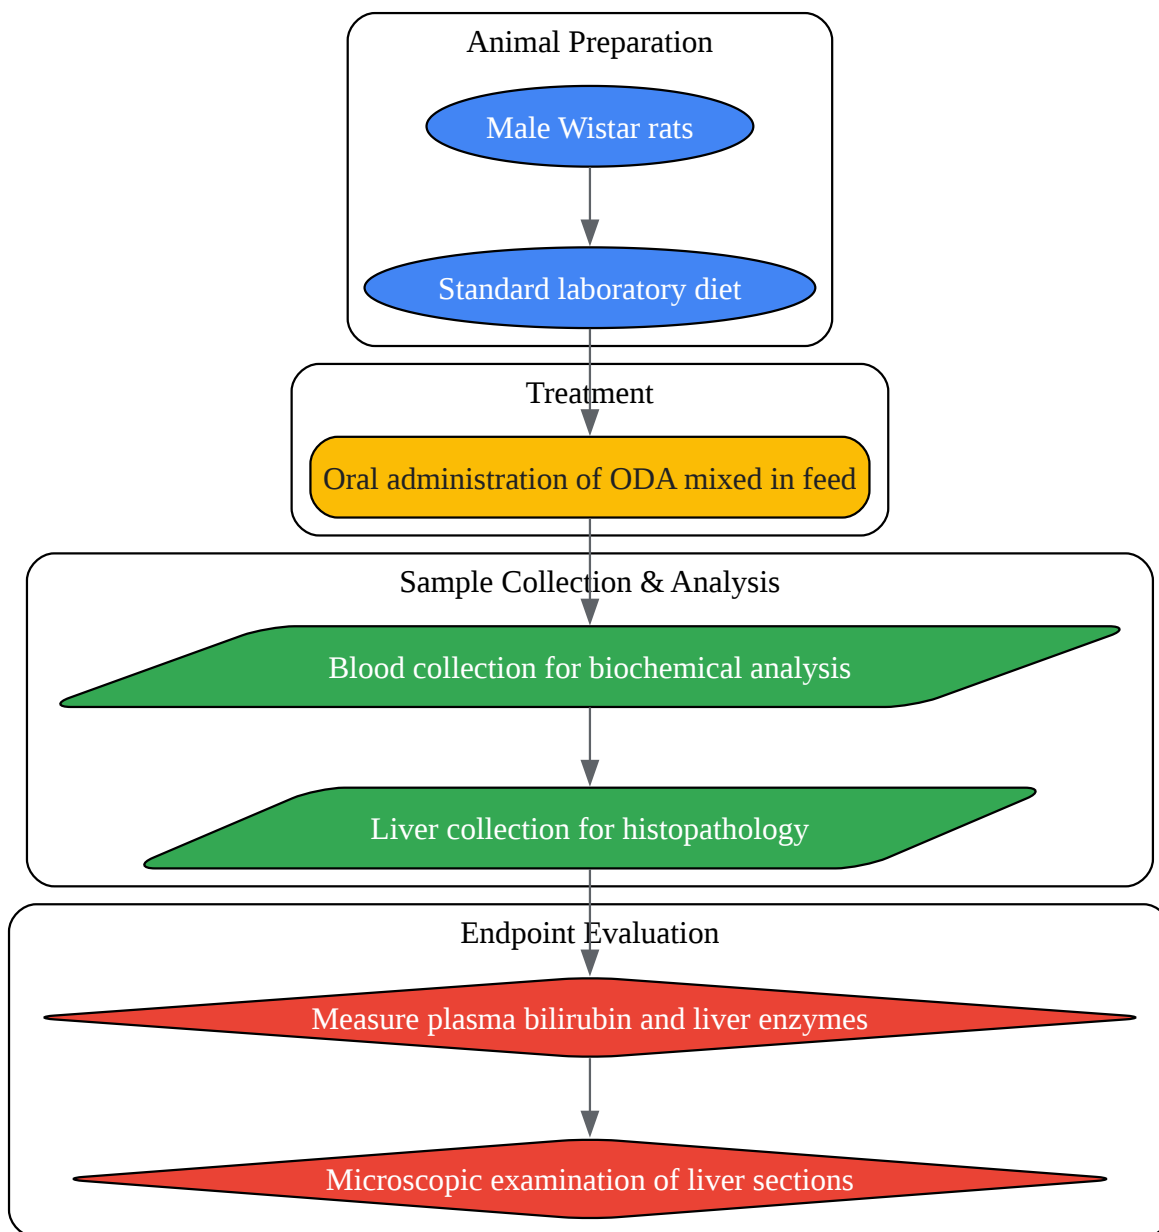 Animal Preparation
Male Wistar rats
Standard laboratory diet
Treatment
Oral administration of ODA mixed in feed
Sample Collection & Analysis
Blood collection for biochemical analysis
Liver collection for histopathology
Endpoint Evaluation
Measure plasma bilirubin and liver enzymes
Microscopic examination of liver sections